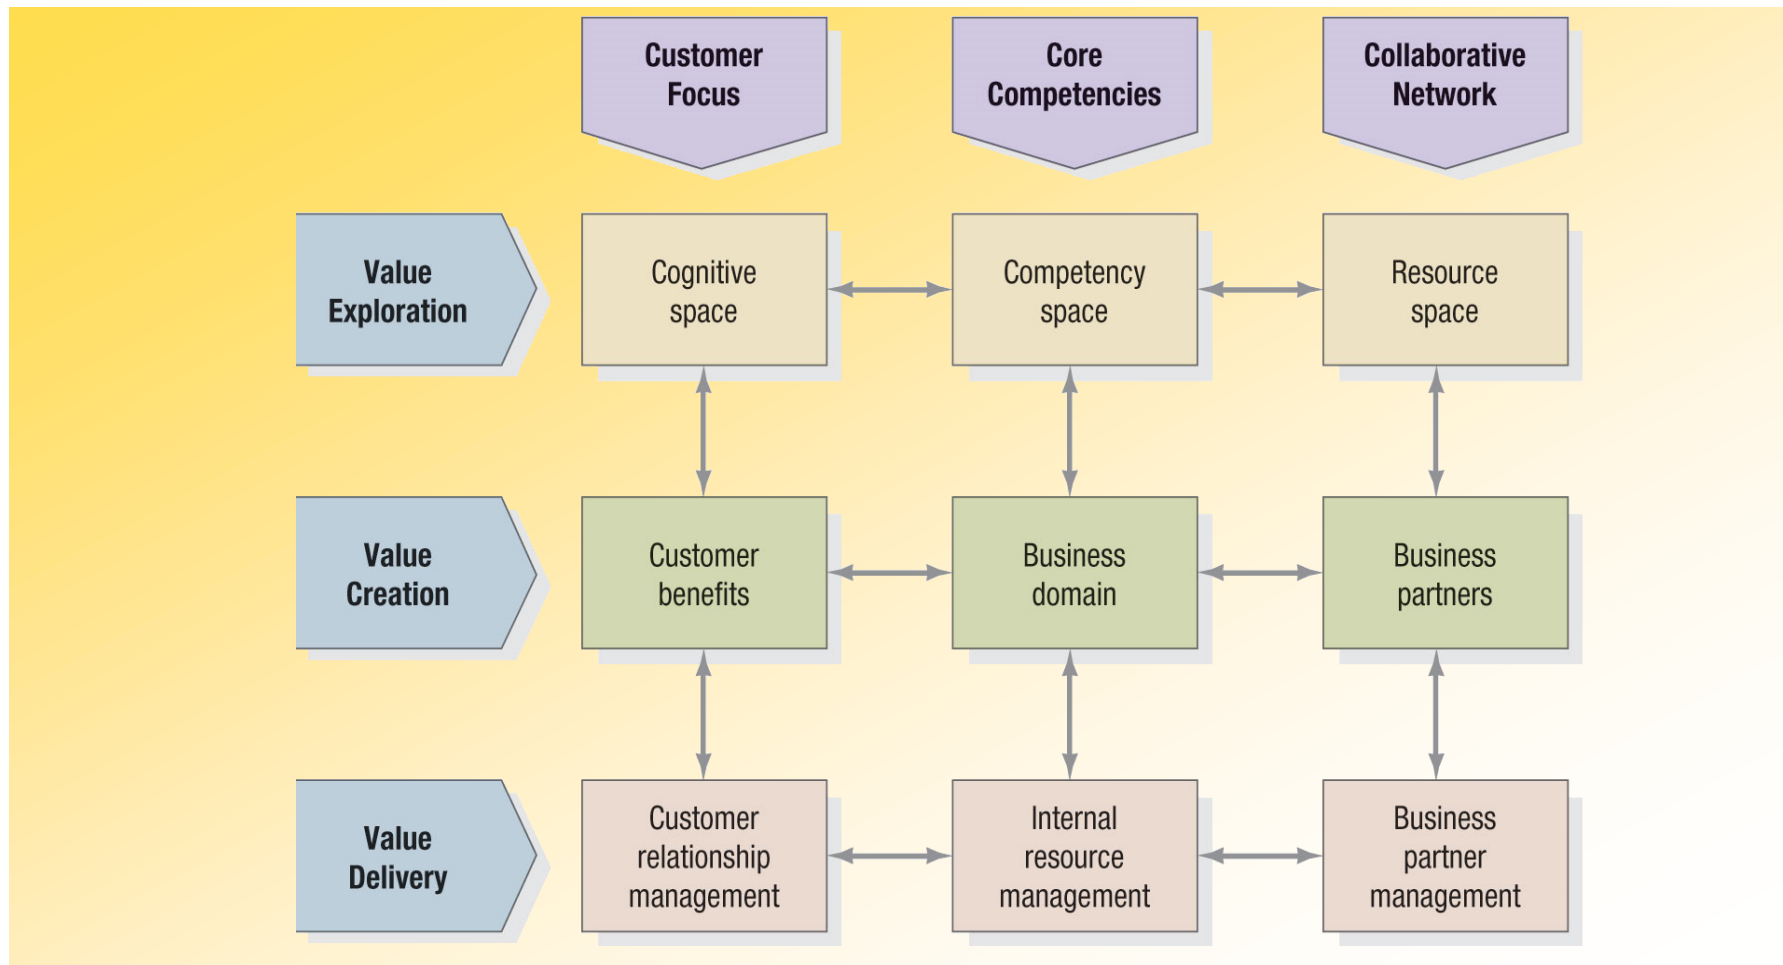 Customer
Focus
Core
Competencies
Collaborative
Network
Value
Exploration
Cognitive
space
Competency
space
Resource
space
Value
Creation
Customer
benefits
Business
domain
Business
partners
Value
Delivery
Customer
relationship
management
Internal
resource
management
Business
partner
management